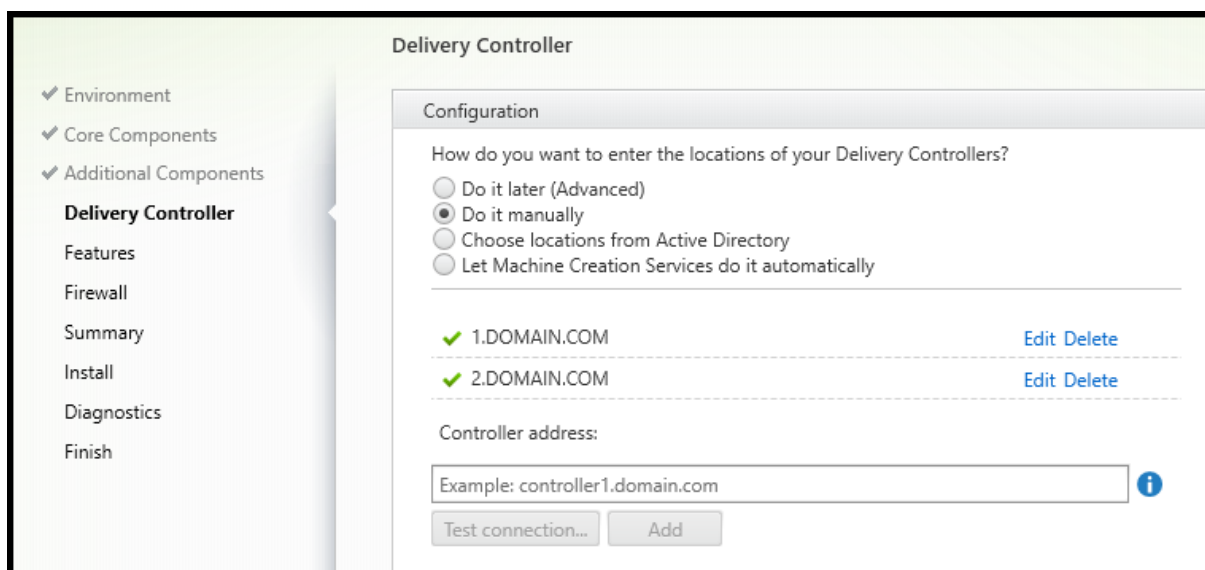 Delivery Controller
Environment
Core Components
Additional Components
Delivery Controller
Features
Firewall
Summary
Install
Diagnostics
Finish
Configuration
How do you want to enter the locations of your Delivery Controllers?
Do it later (Advanced)
Do it manually
Choose locations from Active Directory
Let Machine Creation Services do it automatically
1.DOMAIN.COM Edit Delete
2.DOMAIN.COM Edit Delete
Controller address:
Example: controller1.domain.com
Test connection... Add